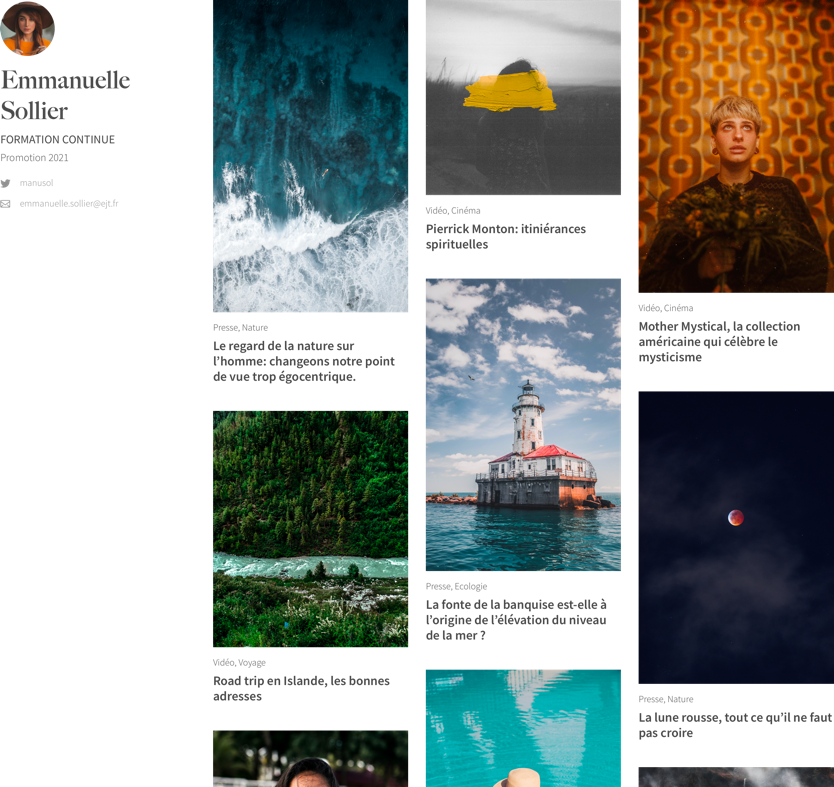 Emmanuelle
Sollier
FORMATION CONTINUE
Promotion 2021
manusol
emmanuelle.sollier@ejt.fr
Presse, Nature
Le regard de la nature sur
l’homme: changeons notre point
de vue trop égocentrique.
Vidéo, Voyage
Road trip en Islande, les bonnes
adresses
Vidéo, Cinéma
Pierrick Monton: itiniérances
spirituelles
Presse, Ecologie
La fonte de la banquise est-elle à
l’origine de l’élévation du niveau
de la mer ?
Vidéo, Cinéma
Mother Mystical, la collection
américaine qui célèbre le
mysticisme
Presse, Nature
La lune rousse, tout ce qu’il ne faut
pas croire